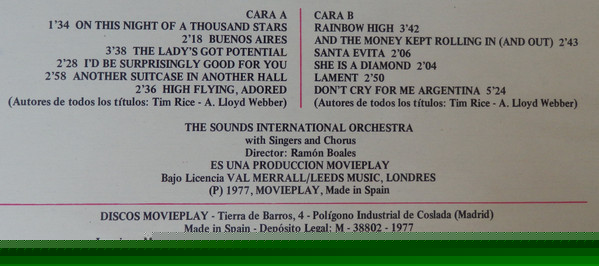 CARA A
1'34 ON THIS NIGHT OF A THOUSAND STARS
2'18 BUENOS AIRES
3'38 THE LADY'S GOT POTENTIAL
2'28 I'D BE SURPRISINGLY GOOD FOR YOU
2'58 ANOTHER SUITCASE IN ANOTHER HALL
2'36 HIGH FLYING, ADORED
(Autores de todos los títulos: Tim Rice - A. Lloyd Webber)
CARA B
RAINBOW HIGH 3'42
AND THE MONEY KEPT ROLLING IN (AND OUT) 2'43
SANTA EVITA 2'06
SHE IS A DIAMOND 2'04
LAMENT 2'50
DON'T CRY FOR ME ARGENTINA 5'24
(Autores de todos los títulos: Tim Rice - A. Lloyd Webber)
THE SOUNDS INTERNATIONAL ORCHESTRA
with Singers and Chorus
Director: Ramón Boales
ES UNA PRODUCCION MOVIEPLAY
Bajo Licencia VAL MERRALL/LEEDS MUSIC, LONDRES
(P) 1977, MOVIEPLAY, Made in Spain
DISCOS MOVIEPLAY - Tierra de Barros, 4 - Polígono Industrial de Coslada (Madrid)
Made in Spain - Depósito Legal: M - 38802 - 1977